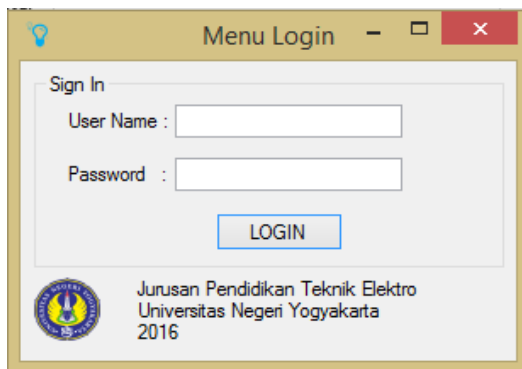 Menu Login
Sign In
User Name :
Password :
LOGIN
Jurusan Pendidikan Teknik Elektro
Universitas Negeri Yogyakarta
2016